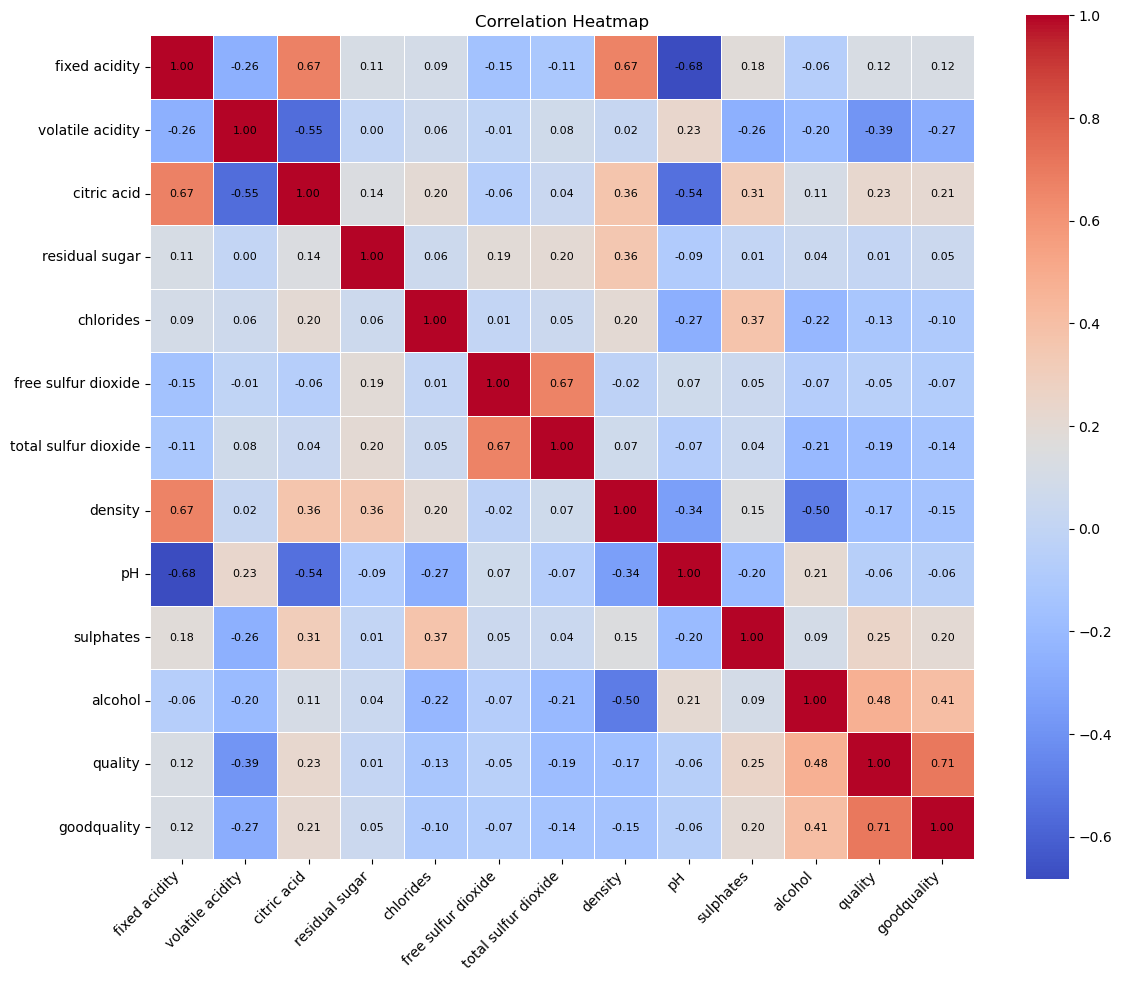 Correlation Heatmap
fixed acidity 1.00 -0.26 0.67 0.11 0.09 -0.15 -0.11 0.67 -0.68 0.18 -0.06 0.12 0.12
volatile acidity -0.26 1.00 -0.55 0.00 0.06 -0.01 0.08 0.02 0.23 -0.26 -0.20 -0.39 -0.27
citric acid 0.67 -0.55 1.00 0.14 0.20 -0.06 0.04 0.36 -0.54 0.31 0.11 0.23 0.21
residual sugar 0.11 0.00 0.14 1.00 0.06 0.19 0.20 0.36 -0.09 0.01 0.04 0.01 0.05
chlorides 0.09 0.06 0.20 0.06 1.00 0.01 0.05 0.20 -0.27 0.37 -0.22 -0.13 -0.10
free sulfur dioxide -0.15 -0.01 -0.06 0.19 0.01 1.00 0.67 -0.02 0.07 0.05 -0.07 -0.05 -0.07
total sulfur dioxide -0.11 0.08 0.04 0.20 0.05 0.67 1.00 0.07 -0.07 0.04 -0.21 -0.19 -0.14
density 0.67 0.02 0.36 0.36 0.20 -0.02 0.07 1.00 -0.34 0.15 -0.50 -0.17 -0.15
pH -0.68 0.23 -0.54 -0.09 -0.27 0.07 -0.07 -0.34 1.00 -0.20 0.21 -0.06 -0.06
sulphates 0.18 -0.26 0.31 0.01 0.37 0.05 0.04 0.15 -0.20 1.00 0.09 0.25 0.20
alcohol -0.06 -0.20 0.11 0.04 -0.22 -0.07 -0.21 -0.50 0.21 0.09 1.00 0.48 0.41
quality 0.12 -0.39 0.23 0.01 -0.13 -0.05 -0.19 -0.17 -0.06 0.25 0.48 1.00 0.71
goodquality 0.12 -0.27 0.21 0.05 -0.10 -0.07 -0.14 -0.15 -0.06 0.20 0.41 0.71 1.00
fixed acidity
volatile acidity
citric acid
residual sugar
chlorides
free sulfur dioxide
total sulfur dioxide
density
pH
sulphates
alcohol
quality
goodquality
1.0
0.8
0.6
0.4
0.2
0.0
−0.2
−0.4
−0.6